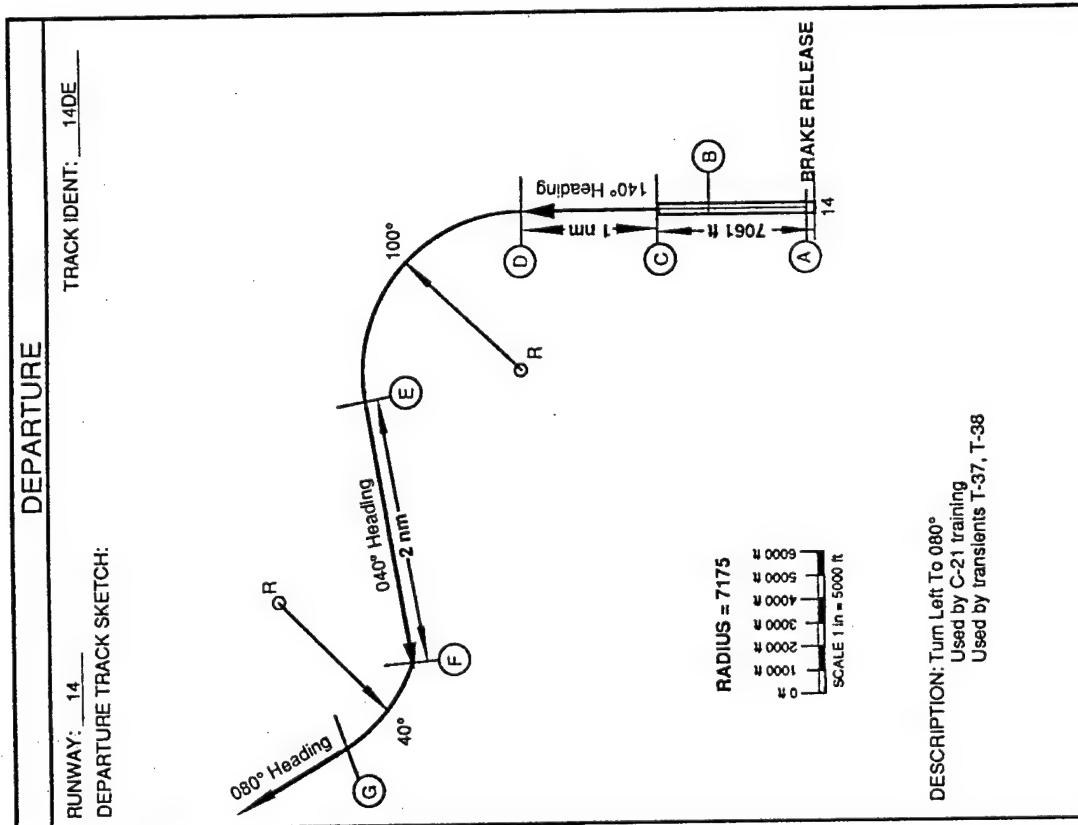 DEPARTURE
RUNWAY: 14
TRACK IDENT: 14DE
DEPARTURE TRACK SKETCH:
080° Heading
G
40°
R
F
040° Heading
2 nm
E
100°
R
D
140° Heading
1 nm
C
B
7061 ft
A
BRAKE RELEASE
14
RADIUS = 7175
0 ft
1000 ft
2000 ft
3000 ft
4000 ft
5000 ft
6000 ft
SCALE 1 in = 5000 ft
DESCRIPTION: Turn Left To 080°
Used by C-21 training
Used by transients T-37, T-38